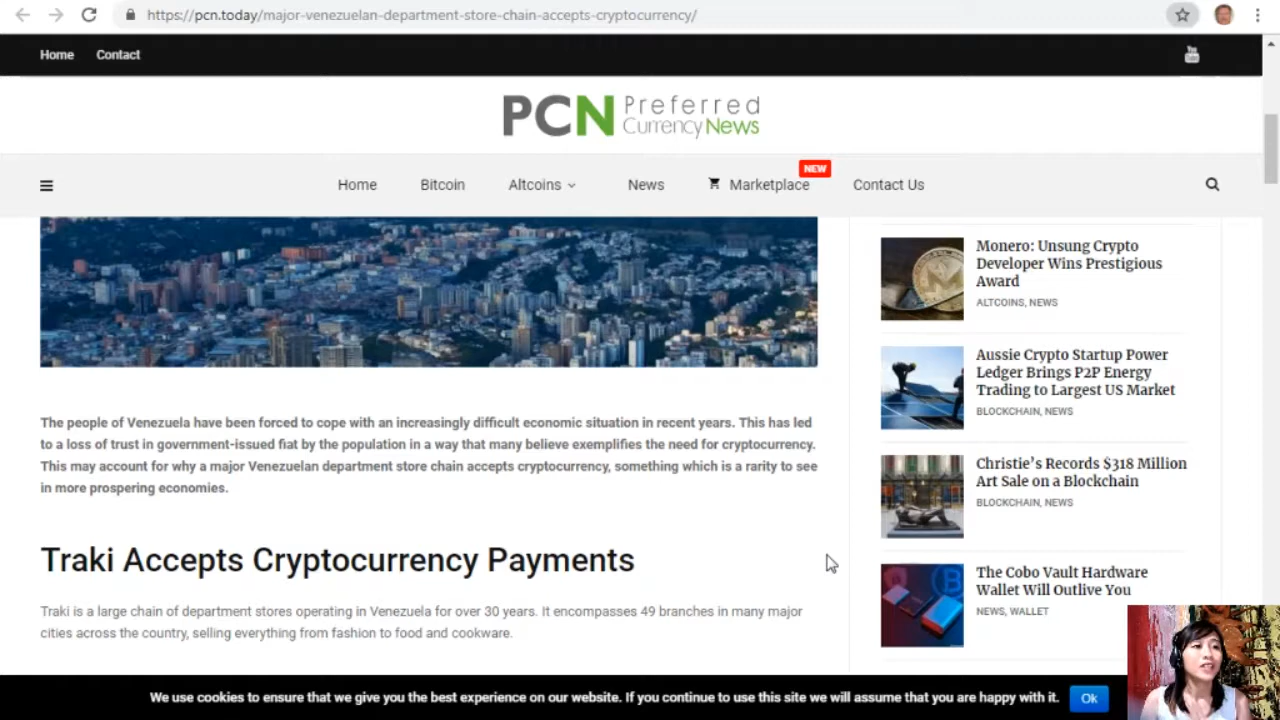 https://pcn.today/major-venezuelan-department-store-chain-accepts-cryptocurrency/
Home Contact
You Tube
PCN Preferred
CurrencyNews
Home Bitcoin Altcoins News Marketplace NEW Contact Us
The people of Venezuela have been forced to cope with an increasingly difficult economic situation in recent years. This has led
to a loss of trust in government-issued fiat by the population in a way that many believe exemplifies the need for cryptocurrency.
This may account for why a major Venezuelan department store chain accepts cryptocurrency, something which is a rarity to see
in more prospering economies.
Traki Accepts Cryptocurrency Payments
Traki is a large chain of department stores operating in Venezuela for over 30 years. It encompasses 49 branches in many major
cities across the country, selling everything from fashion to food and cookware.
Monero: Unsung Crypto
Developer Wins Prestigious
Award
ALTCOINS, NEWS
Aussie Crypto Startup Power
Ledger Brings P2P Energy
Trading to Largest US Market
BLOCKCHAIN, NEWS
Christie's Records $318 Million
Art Sale on a Blockchain
BLOCKCHAIN, NEWS
The Cobo Vault Hardware
Wallet Will Outlive You
NEWS, WALLET
We use cookies to ensure that we give you the best experience on our website. If you continue to use this site we will assume that you are happy with it.
Ok